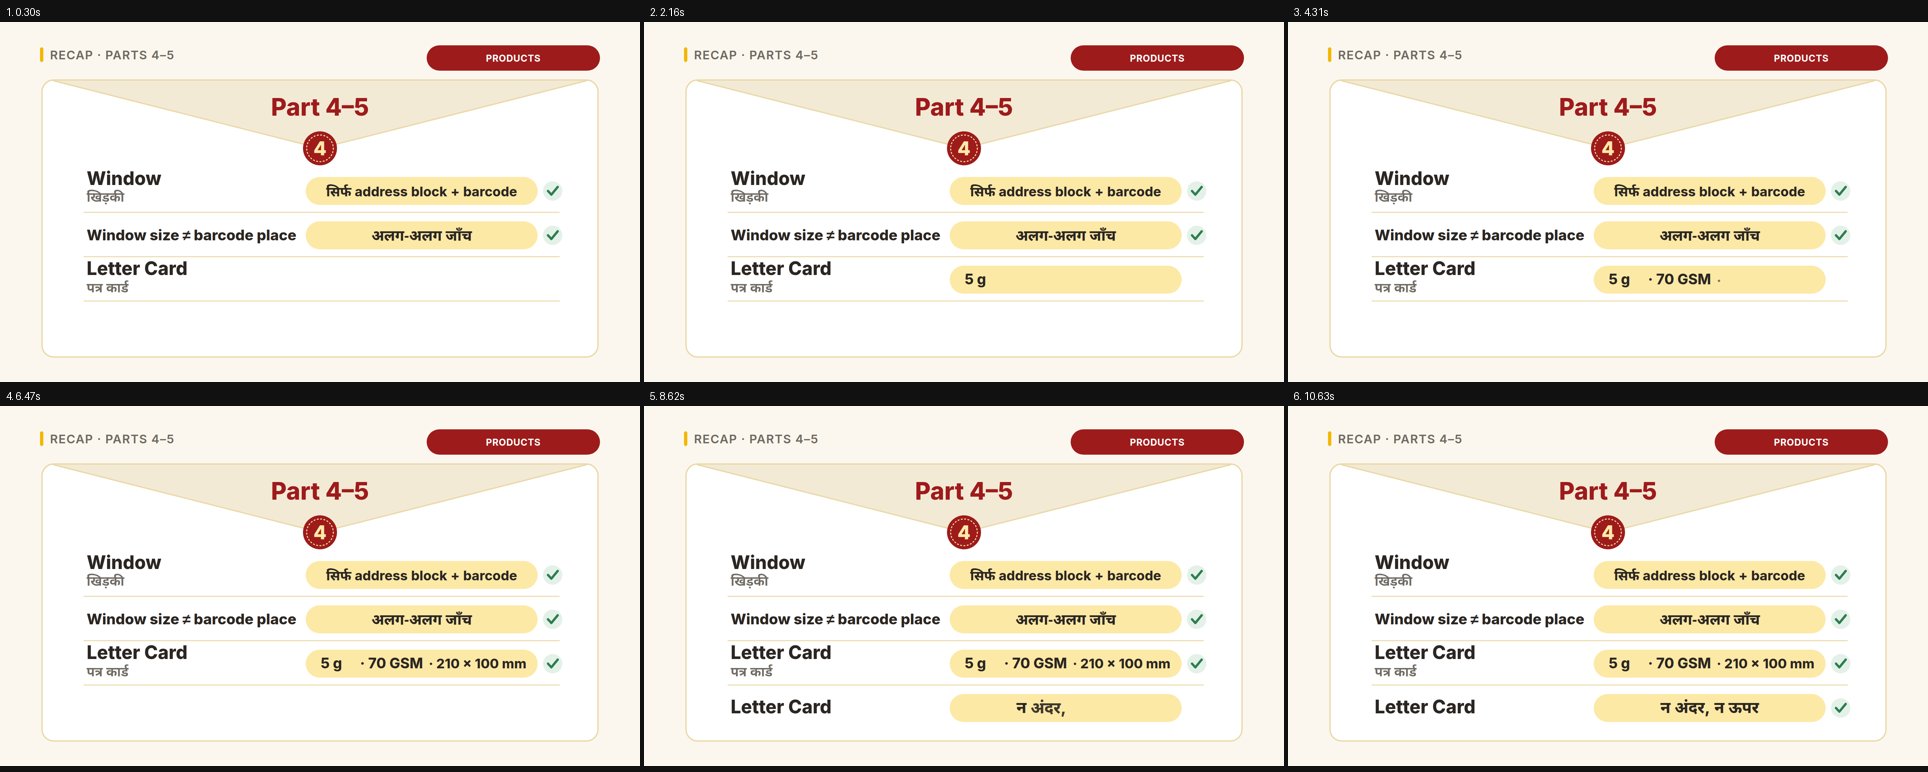 1. 0.30s
RECAP · PARTS 4–5
PRODUCTS
Part 4–5
4
Window
खिड़की
सिर्फ address block + barcode
Window size ≠ barcode place
अलग-अलग जाँच
Letter Card
पत्र कार्ड
2. 2.16s
RECAP · PARTS 4–5
PRODUCTS
Part 4–5
4
Window
खिड़की
सिर्फ address block + barcode
Window size ≠ barcode place
अलग-अलग जाँच
Letter Card
पत्र कार्ड
5 g
3. 4.31s
RECAP · PARTS 4–5
PRODUCTS
Part 4–5
4
Window
खिड़की
सिर्फ address block + barcode
Window size ≠ barcode place
अलग-अलग जाँच
Letter Card
पत्र कार्ड
5 g · 70 GSM ·
4. 6.47s
RECAP · PARTS 4–5
PRODUCTS
Part 4–5
4
Window
खिड़की
सिर्फ address block + barcode
Window size ≠ barcode place
अलग-अलग जाँच
Letter Card
पत्र कार्ड
5 g · 70 GSM · 210 × 100 mm
5. 8.62s
RECAP · PARTS 4–5
PRODUCTS
Part 4–5
4
Window
खिड़की
सिर्फ address block + barcode
Window size ≠ barcode place
अलग-अलग जाँच
Letter Card
पत्र कार्ड
5 g · 70 GSM · 210 × 100 mm
Letter Card
न अंदर,
6. 10.63s
RECAP · PARTS 4–5
PRODUCTS
Part 4–5
4
Window
खिड़की
सिर्फ address block + barcode
Window size ≠ barcode place
अलग-अलग जाँच
Letter Card
पत्र कार्ड
5 g · 70 GSM · 210 × 100 mm
Letter Card
न अंदर, न ऊपर